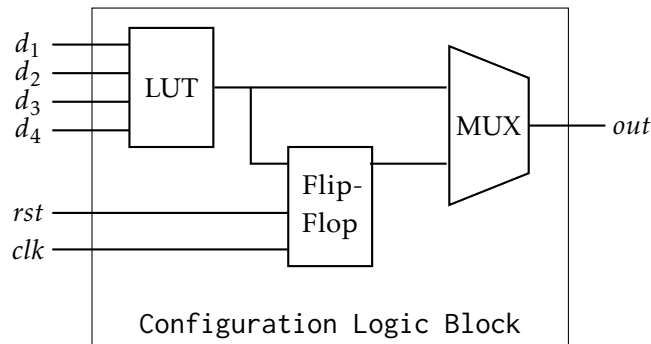 d1
d2
d3
d4
LUT
MUX
out
Flip-
Flop
rst
clk
Configuration Logic Block